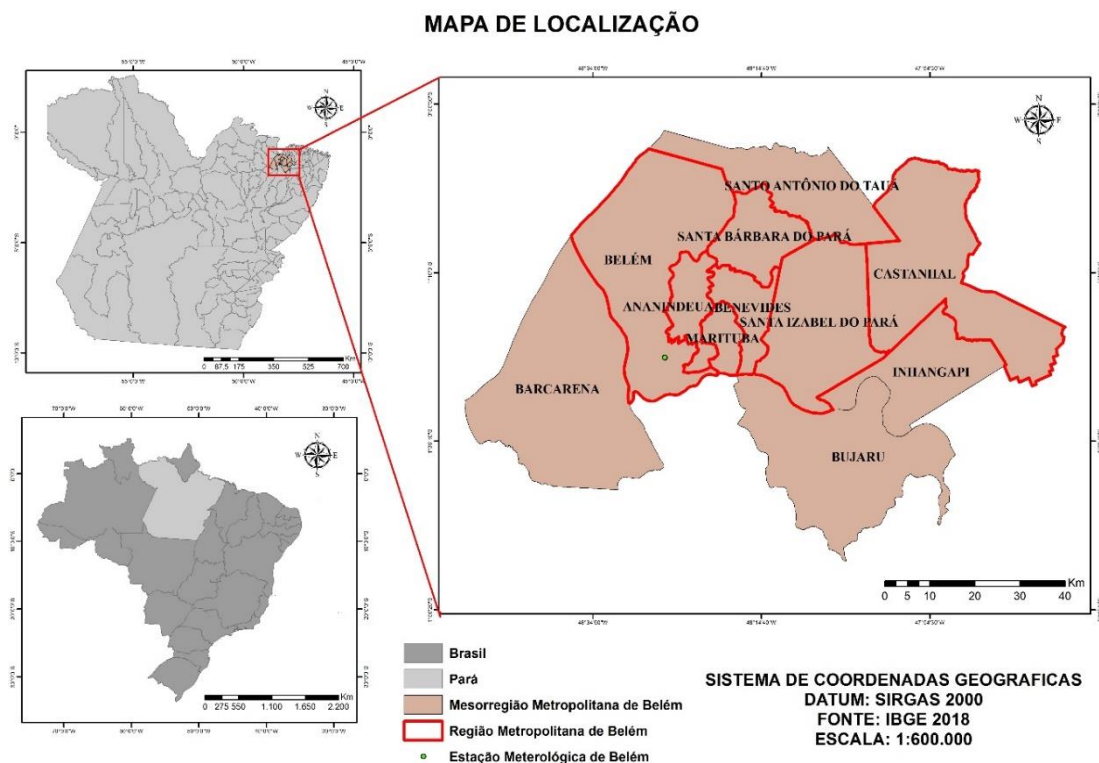 MAPA DE LOCALIZAÇÃO
N
W E
Km
0 87,5 175 350 525 700
N
W E
SANTO ANTÔNIO DO TAUÁ
SANTA BÁRBARA DO PARÁ
BELÉM
CASTANHAL
ANANINDEUA
BENEVIDES
SANTA IZABEL DO PARÁ
MARITUBA
BARCARENA
INHANGAPI
BUJARU
Km
0 5 10 20 30 40
N
W E
Km
0 275 550 1.100 1.650 2.200
Brasil
Pará
Mesorregião Metropolitana de Belém
Região Metropolitana de Belém
Estação Meterológica de Belém
SISTEMA DE COORDENADAS GEOGRAFICAS
DATUM: SIRGAS 2000
FONTE: IBGE 2018
ESCALA: 1:600.000